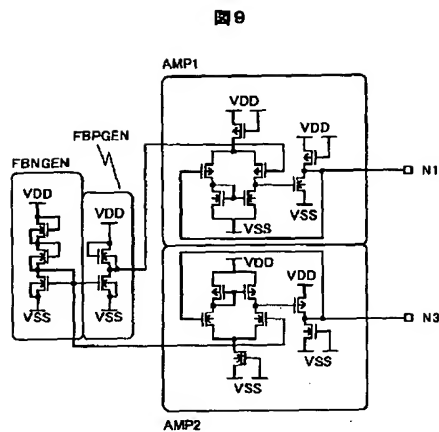 図9
AMP1
VDD
VDD
FBPGEN
FBNGEN
VDD
VDD
N1
VSS
VSS
VDD
VDD
N3
VSS
VSS
VSS
VSS
AMP2